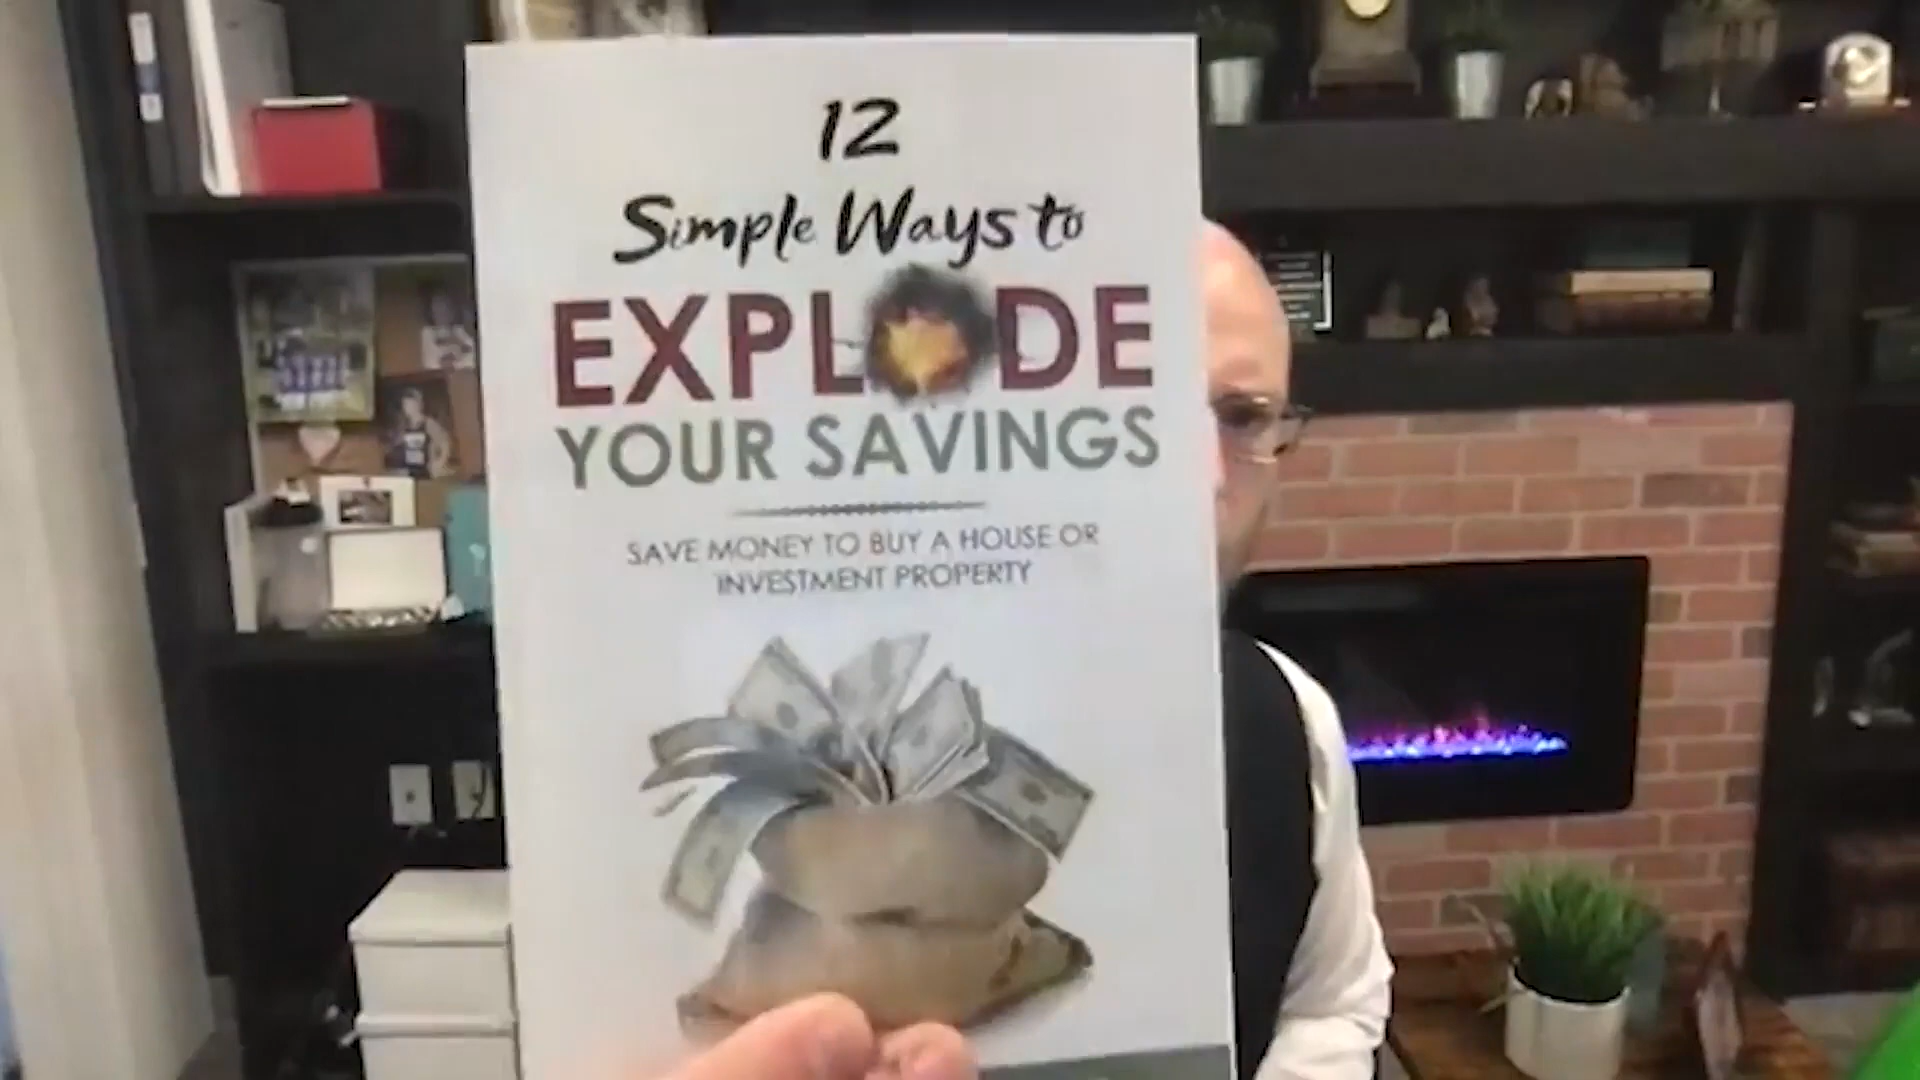 12
Simple Ways to
EXPLODE
YOUR SAVINGS
SAVE MONEY TO BUY A HOUSE OR
INVESTMENT PROPERTY